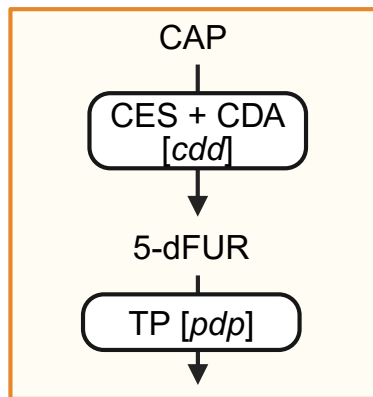 CAP
CES + CDA
[cdd]
5-dFUR
TP [pdp]